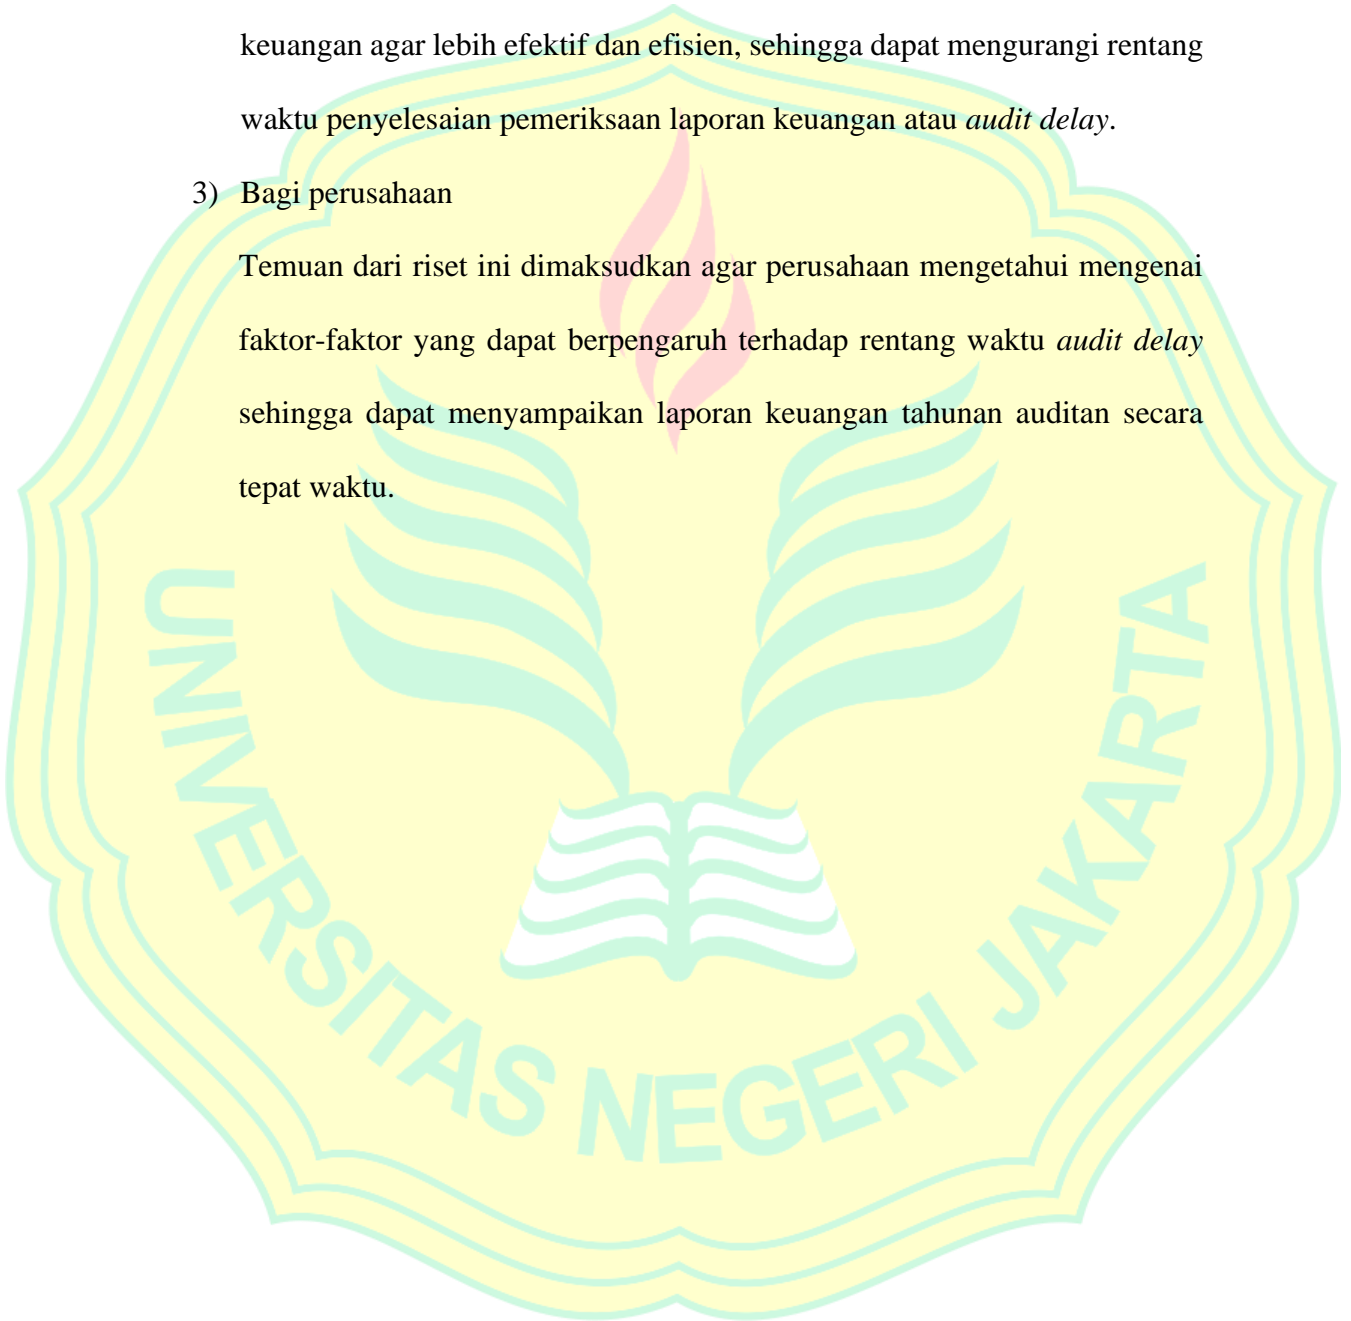 keuangan agar lebih efektif dan efisien, sehingga dapat mengurangi rentang
waktu penyelesaian pemeriksaan laporan keuangan atau audit delay.
3) Bagi perusahaan
Temuan dari riset ini dimaksudkan agar perusahaan mengetahui mengenai
faktor-faktor yang dapat berpengaruh terhadap rentang waktu audit delay
sehingga dapat menyampaikan laporan keuangan tahunan auditan secara
tepat waktu.
UNIVERSITAS NEGERI JAKARTA